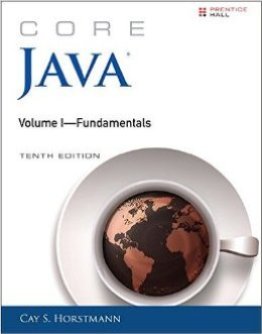 PRENTICE
HALL
CORE
JAVA®
Volume I—Fundamentals
TENTH EDITION
CAY S. HORSTMANN